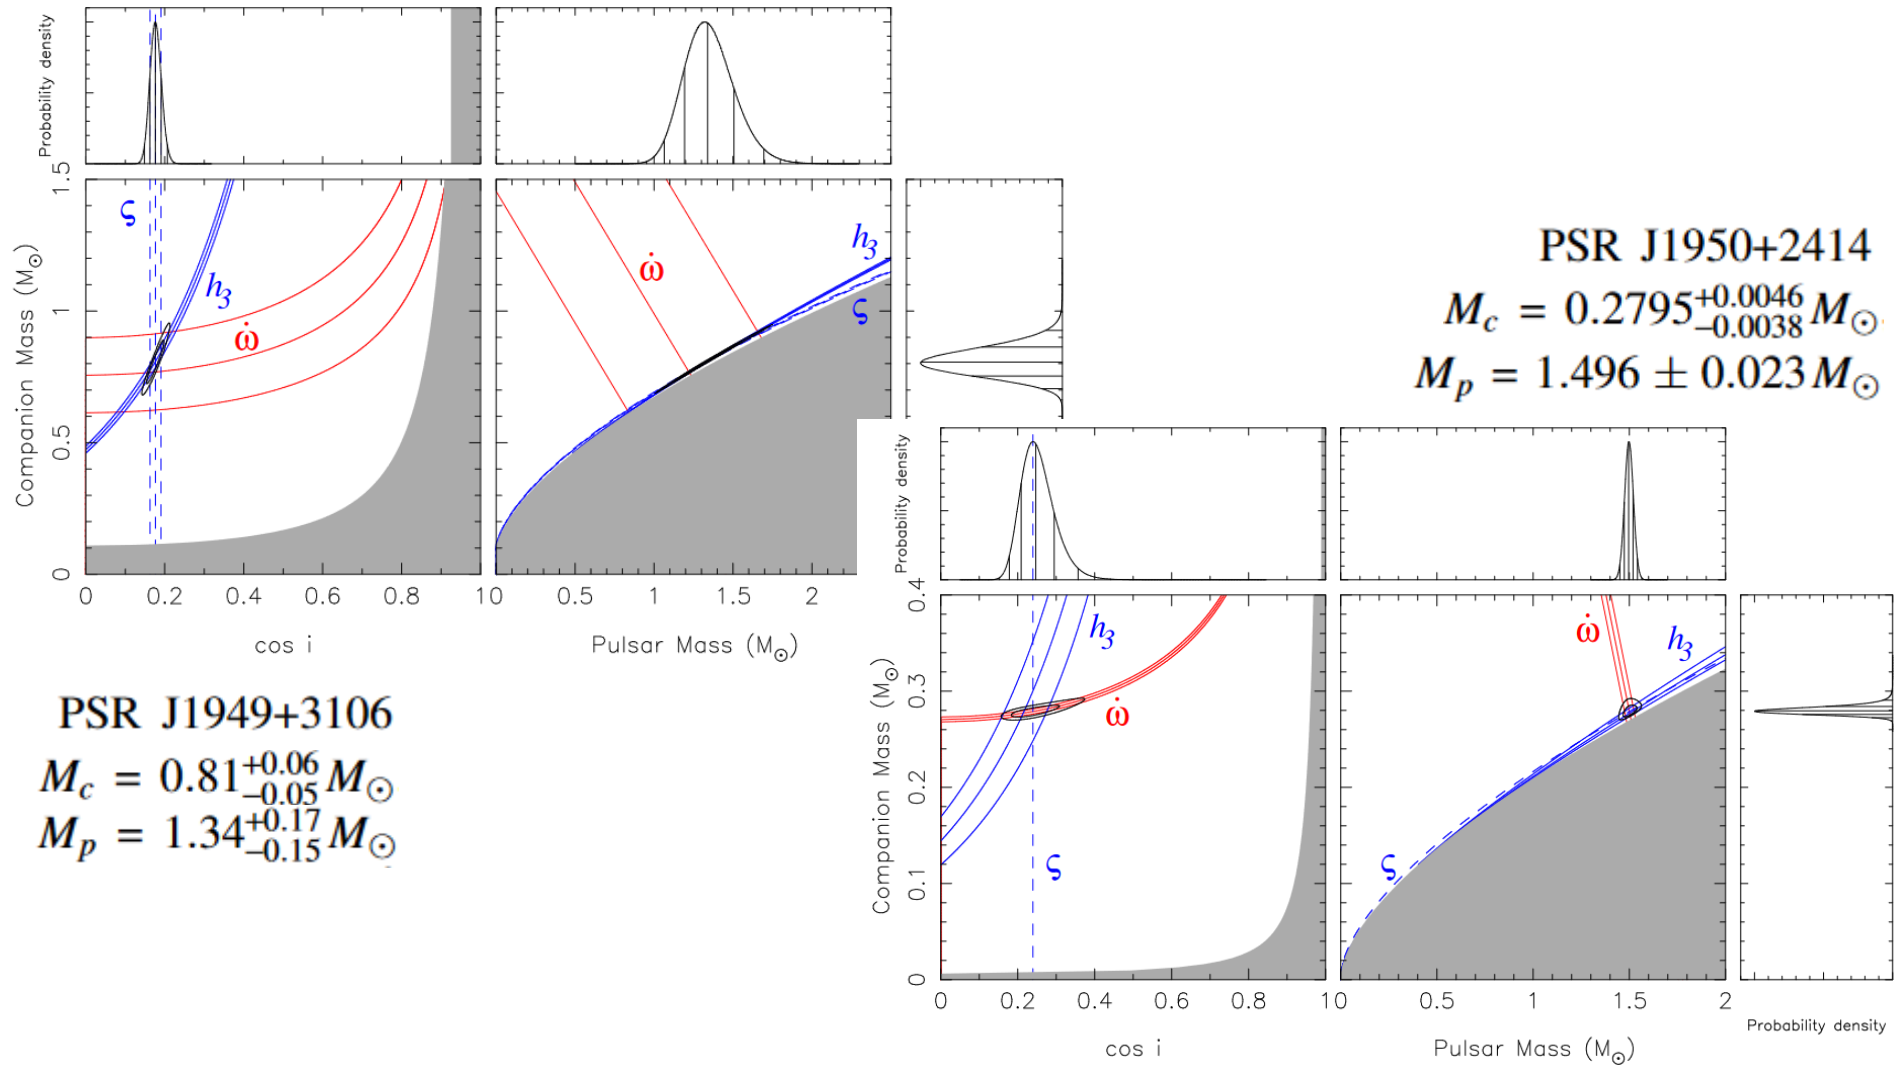 Probability density
ς
h₃
ω̇
1.5
1
0.5
0
Companion Mass (M⊙)
0 0.2 0.4 0.6 0.8 1
cos i
h₃
ω̇
ς
0 0.5 1 1.5 2
Pulsar Mass (M⊙)
PSR J1949+3106
M_c = 0.81^{+0.06}_{−0.05} M⊙
M_p = 1.34^{+0.17}_{−0.15} M⊙
PSR J1950+2414
M_c = 0.2795^{+0.0046}_{−0.0038} M⊙
M_p = 1.496 ± 0.023 M⊙
Probability density
h₃
ω̇
ς
0.4
0.3
0.2
0.1
0
Companion Mass (M⊙)
0 0.2 0.4 0.6 0.8 1
cos i
ω̇
h₃
ς
0 0.5 1 1.5 2
Pulsar Mass (M⊙)
Probability density